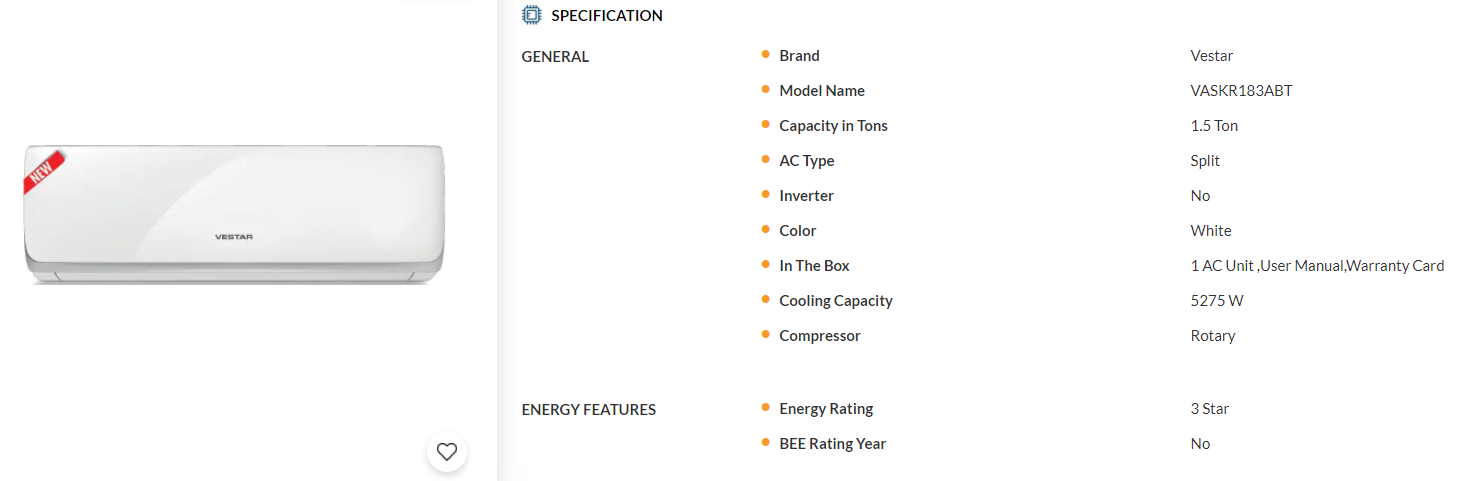 NEW
VESTAR
SPECIFICATION
GENERAL
Brand Vestar
Model Name VASKR183ABT
Capacity in Tons 1.5 Ton
AC Type Split
Inverter No
Color White
In The Box 1 AC Unit ,User Manual,Warranty Card
Cooling Capacity 5275 W
Compressor Rotary
ENERGY FEATURES
Energy Rating 3 Star
BEE Rating Year No